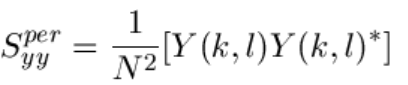 $S_{yy}^{per} = \frac{1}{N^2}[Y(k,l)Y(k,l)^*]$